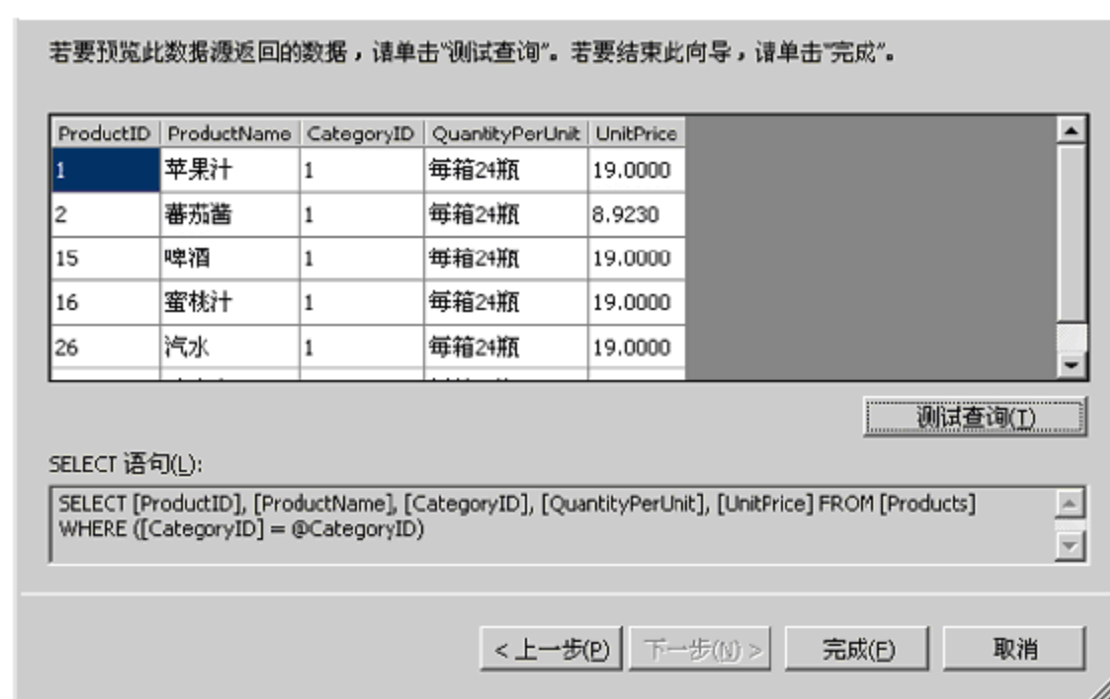 若要预览此数据源返回的数据，请单击“测试查询”。若要结束此向导，请单击“完成”。
ProductID ProductName CategoryID QuantityPerUnit UnitPrice
1 苹果汁 1 每箱24瓶 19.0000
2 蕃茄酱 1 每箱24瓶 8.9230
15 啤酒 1 每箱24瓶 19.0000
16 蜜桃汁 1 每箱24瓶 19.0000
26 汽水 1 每箱24瓶 19.0000
测试查询(T)
SELECT 语句(L):
SELECT [ProductID], [ProductName], [CategoryID], [QuantityPerUnit], [UnitPrice] FROM [Products]
WHERE ([CategoryID] = @CategoryID)
< 上一步(P) 下一步(N) > 完成(F) 取消